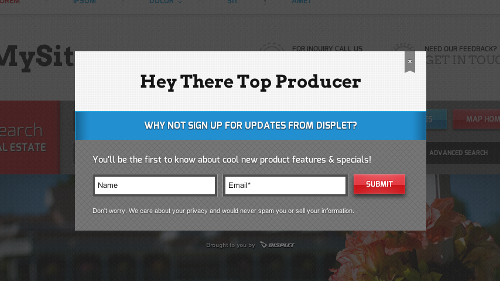 MySit
FOR INQUIRY CALL US
NEED OUR FEEDBACK?
GET IN TOUC
×
Hey There Top Producer
WHY NOT SIGN UP FOR UPDATES FROM DISPLET?
earch
AL ESTATE
MAP HOM
ADVANCED SEARCH
You'll be the first to know about cool new product features & specials!
Name
Email*
SUBMIT
Don't worry. We care about your privacy and would never spam you or sell your information.
Brought to you by DISPLET